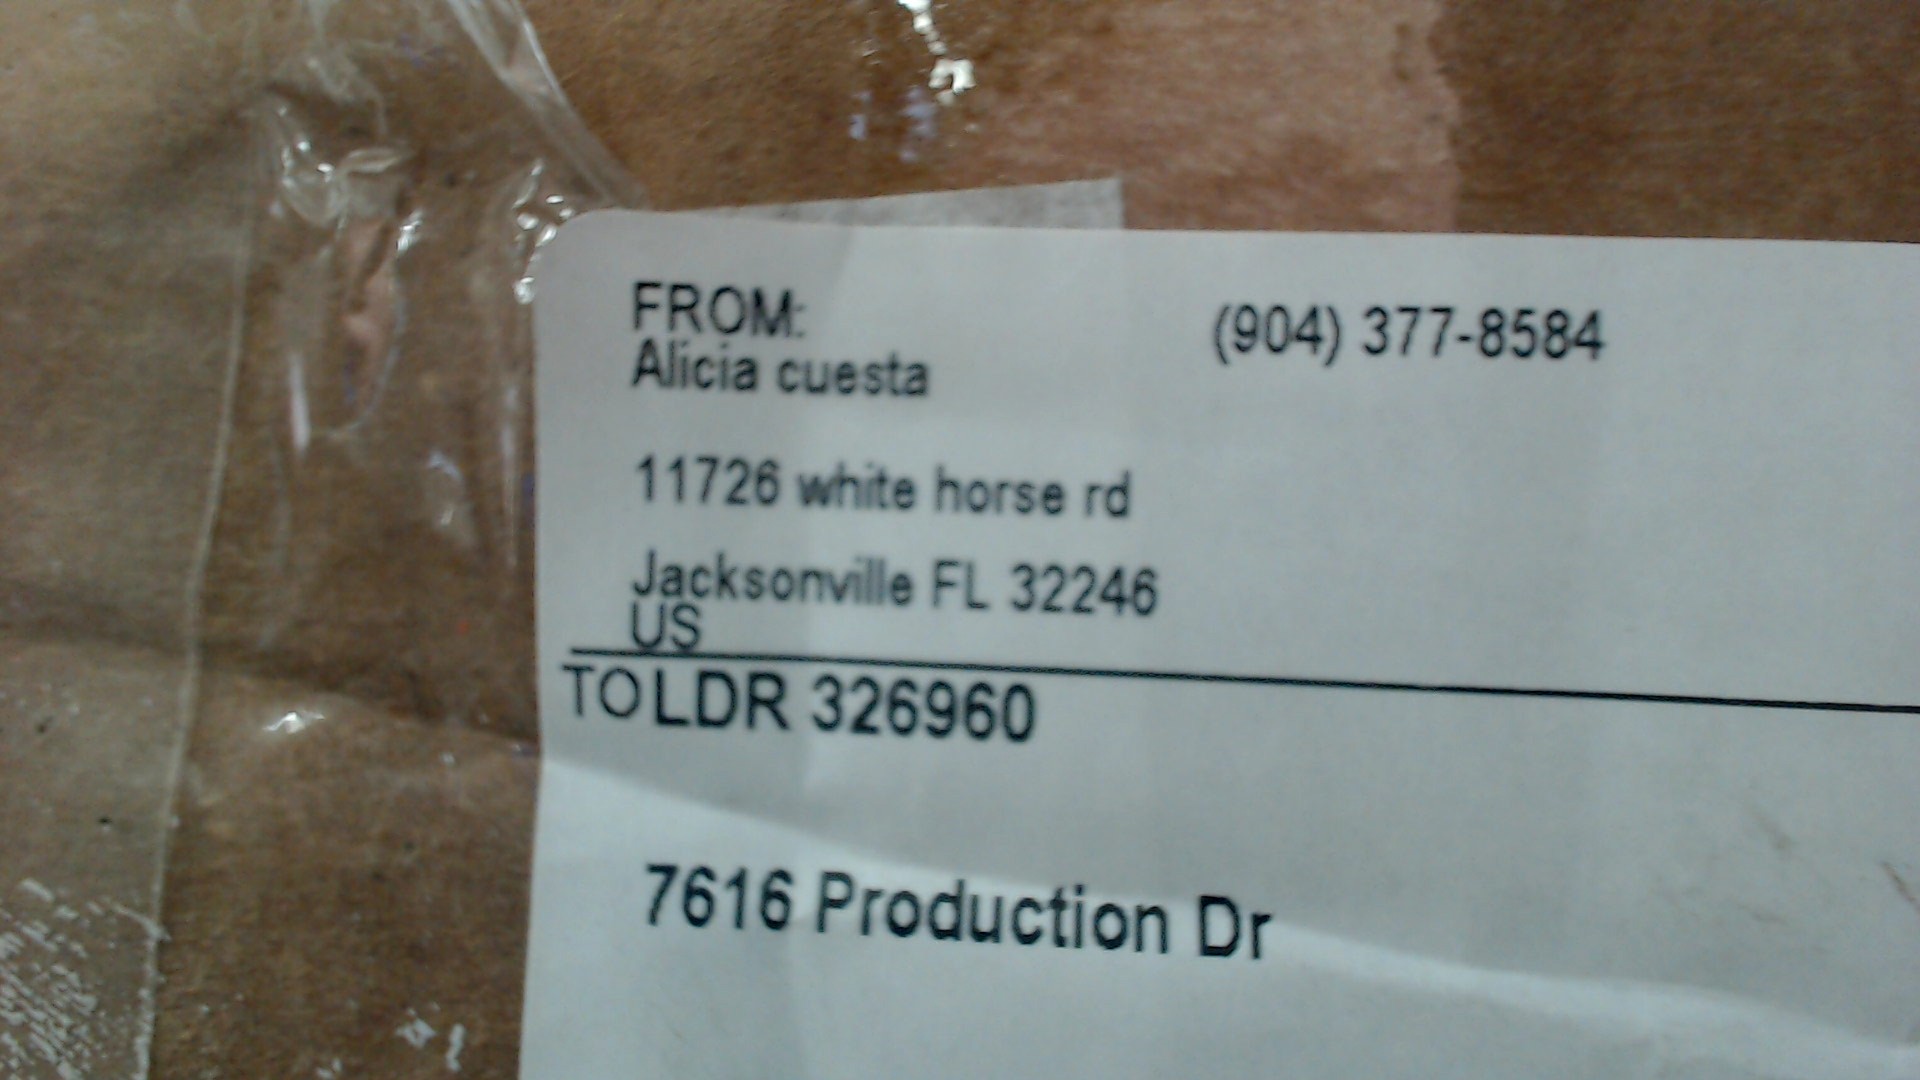 FROM:
Alicia cuesta (904) 377-8584
11726 white horse rd
Jacksonville FL 32246
US
TO LDR 326960
7616 Production Dr